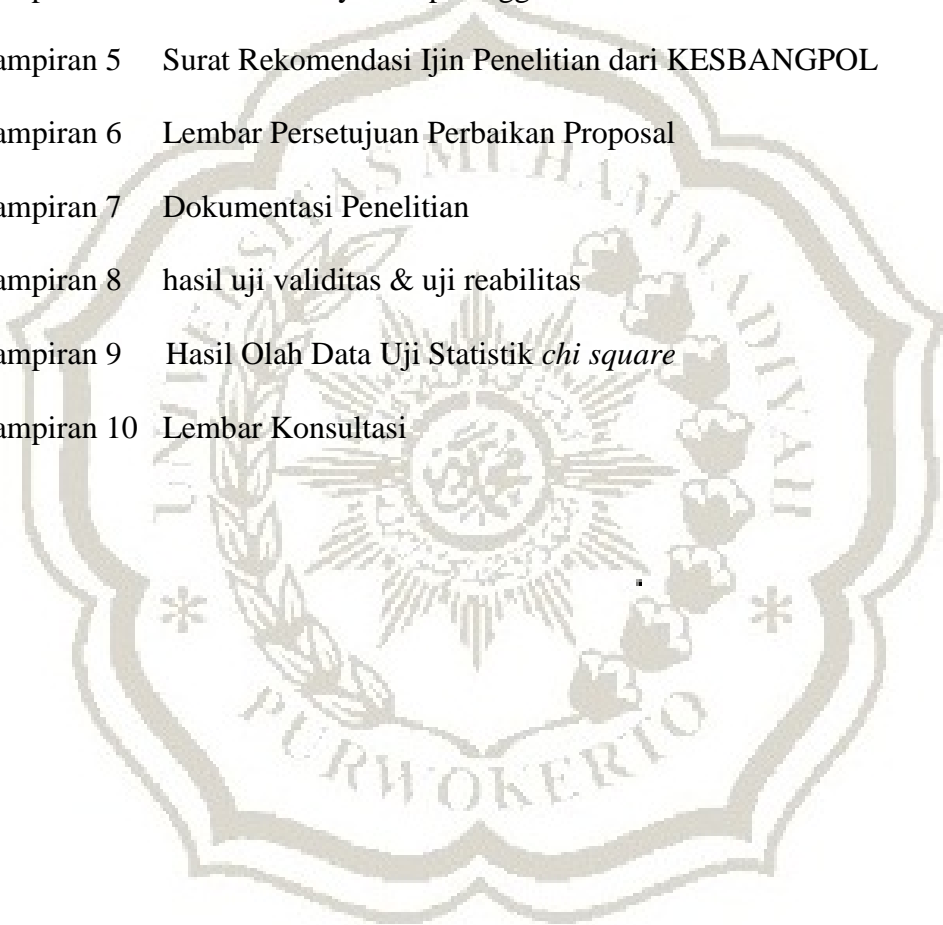 ampiran 5 Surat Rekomendasi Ijin Penelitian dari KESBANGPOL
ampiran 6 Lembar Persetujuan Perbaikan Proposal
ampiran 7 Dokumentasi Penelitian
ampiran 8 hasil uji validitas & uji reabilitas
ampiran 9 Hasil Olah Data Uji Statistik chi square
ampiran 10 Lembar Konsultasi
UNIVERSITAS MUHAMMADIYAH
PURWOKERTO